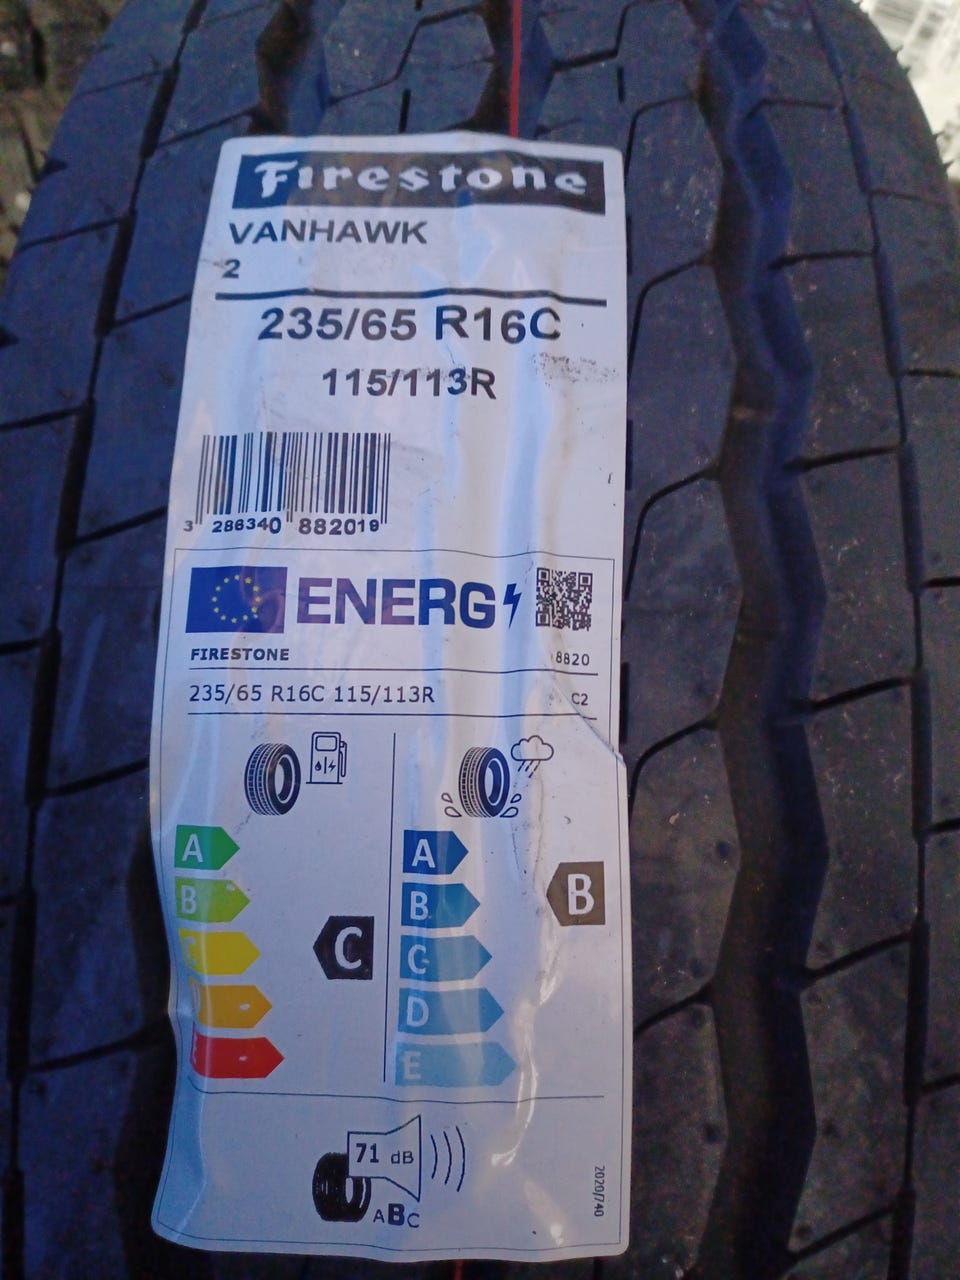 Firestone
VANHAWK
2
235/65 R16C
115/113R
3 286340 882019
ENERG
FIRESTONE 8820
235/65 R16C 115/113R C2
A A
B B B
C C C
D D
E E
71 dB
ABC
2020/740